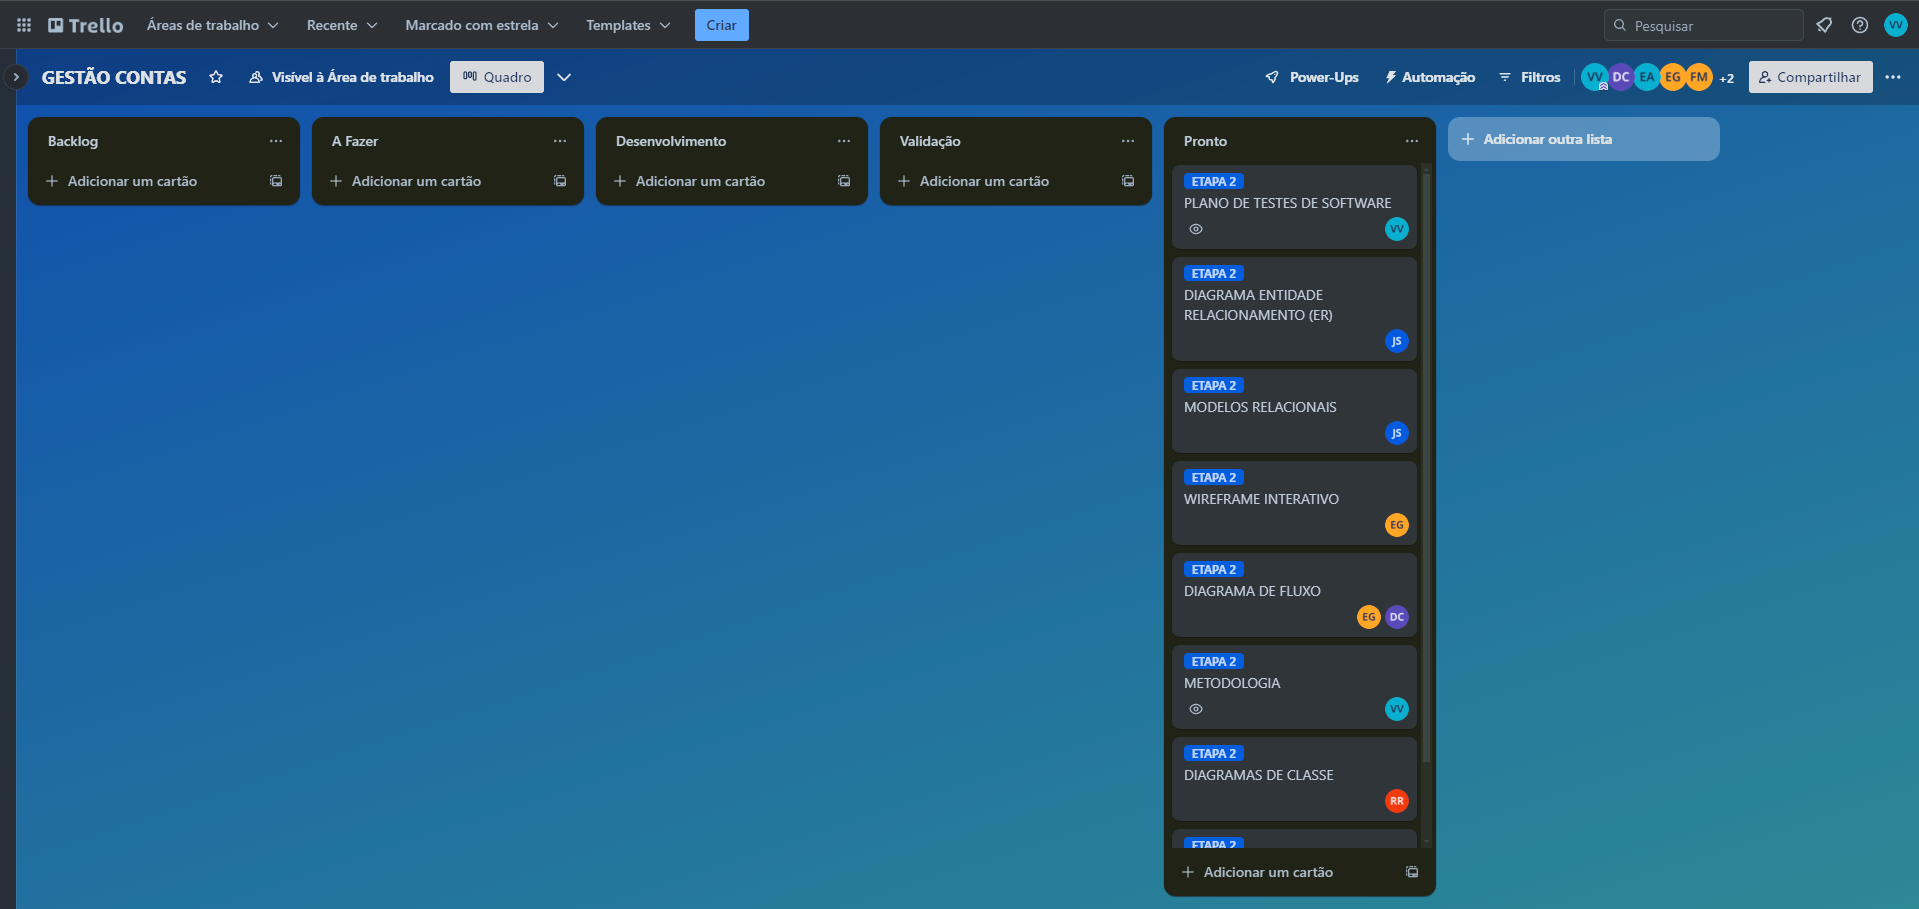 Trello
Áreas de trabalho
Recente
Marcado com estrela
Templates
Criar
Pesquisar
VV
GESTÃO CONTAS
Visível à Área de trabalho
Quadro
Power-Ups
Automação
Filtros
VV
DC
EA
EG
FM
+2
Compartilhar
Backlog
Adicionar um cartão
A Fazer
Adicionar um cartão
Desenvolvimento
Adicionar um cartão
Validação
Adicionar um cartão
Pronto
ETAPA 2
PLANO DE TESTES DE SOFTWARE
VV
ETAPA 2
DIAGRAMA ENTIDADE
RELACIONAMENTO (ER)
JS
ETAPA 2
MODELOS RELACIONAIS
JS
ETAPA 2
WIREFRAME INTERATIVO
EG
ETAPA 2
DIAGRAMA DE FLUXO
EG DC
ETAPA 2
METODOLOGIA
VV
ETAPA 2
DIAGRAMAS DE CLASSE
RR
ETAPA 2
Adicionar um cartão
Adicionar outra lista